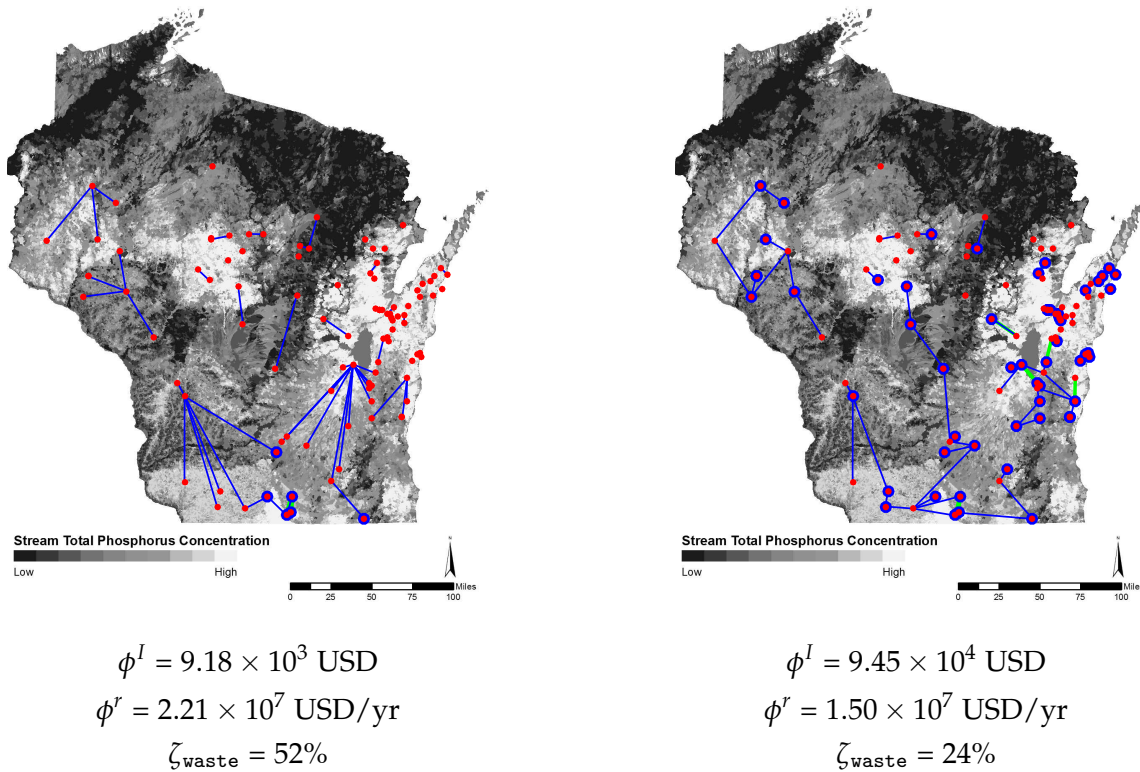 Stream Total Phosphorus Concentration
Low High
N
Miles
0 25 50 75 100
ϕ^I = 9.18 × 10^3 USD
ϕ^r = 2.21 × 10^7 USD/yr
ζ_waste = 52%
Stream Total Phosphorus Concentration
Low High
N
Mile
0 25 50 75 100
ϕ^I = 9.45 × 10^4 USD
ϕ^r = 1.50 × 10^7 USD/yr
ζ_waste = 24%